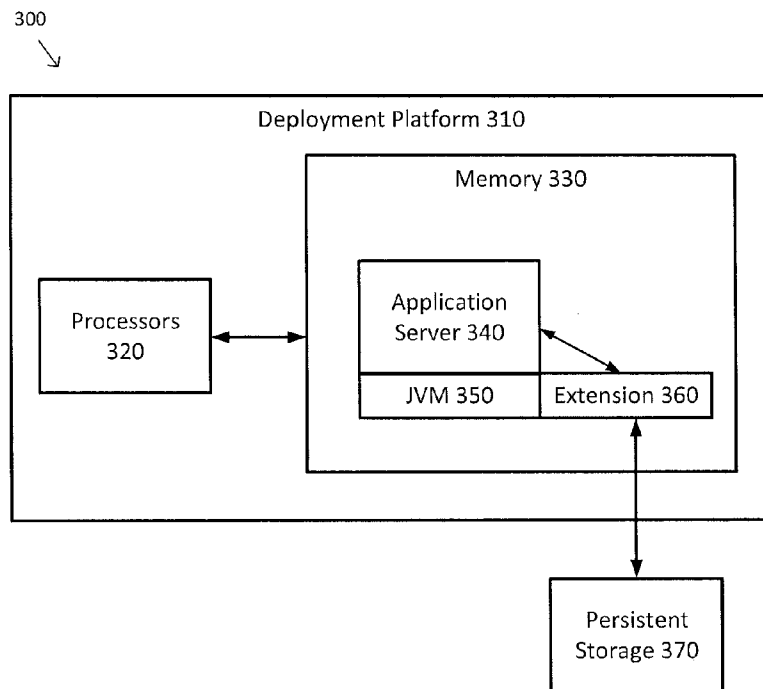 300
Deployment Platform 310
Memory 330
Processors
320
Application
Server 340
JVM 350
Extension 360
Persistent
Storage 370